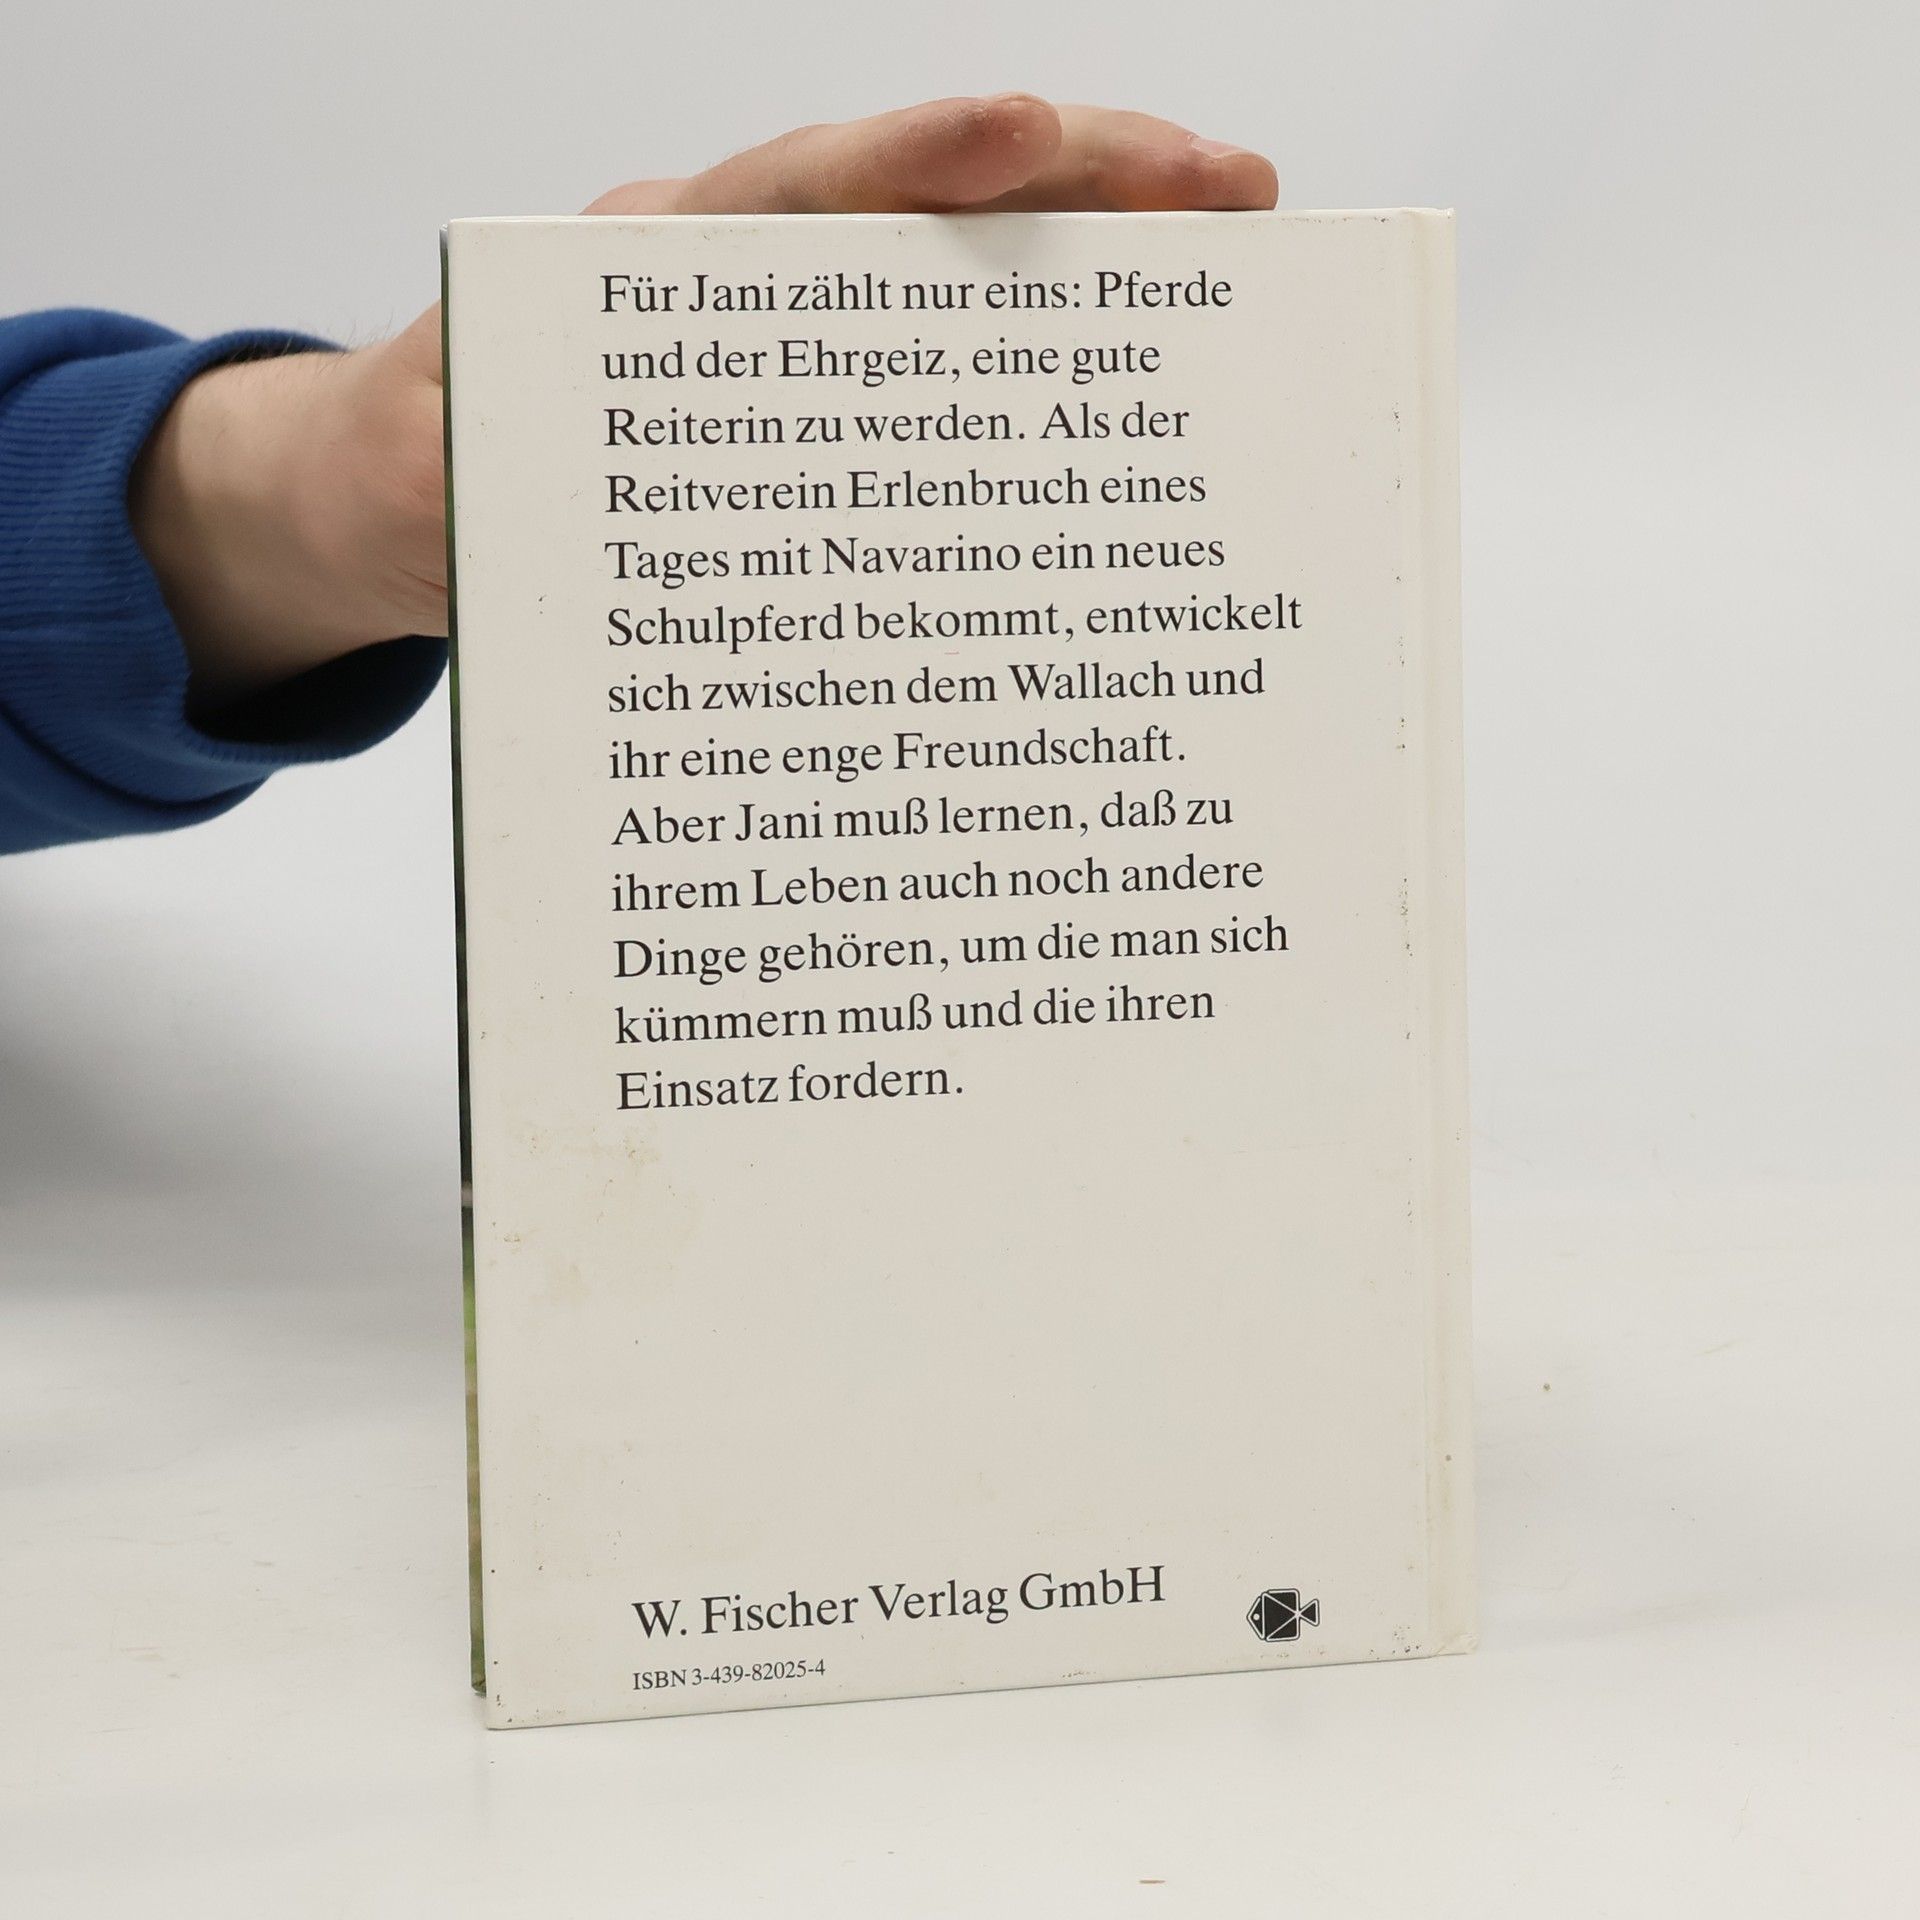 Für Jani zählt nur eins: Pferde
und der Ehrgeiz, eine gute
Reiterin zu werden. Als der
Reitverein Erlenbruch eines
Tages mit Navarino ein neues
Schulpferd bekommt, entwickelt
sich zwischen dem Wallach und
ihr eine enge Freundschaft.
Aber Jani muß lernen, daß zu
ihrem Leben auch noch andere
Dinge gehören, um die man sich
kümmern muß und die ihren
Einsatz fordern.
W. Fischer Verlag GmbH
ISBN 3-439-82025-4